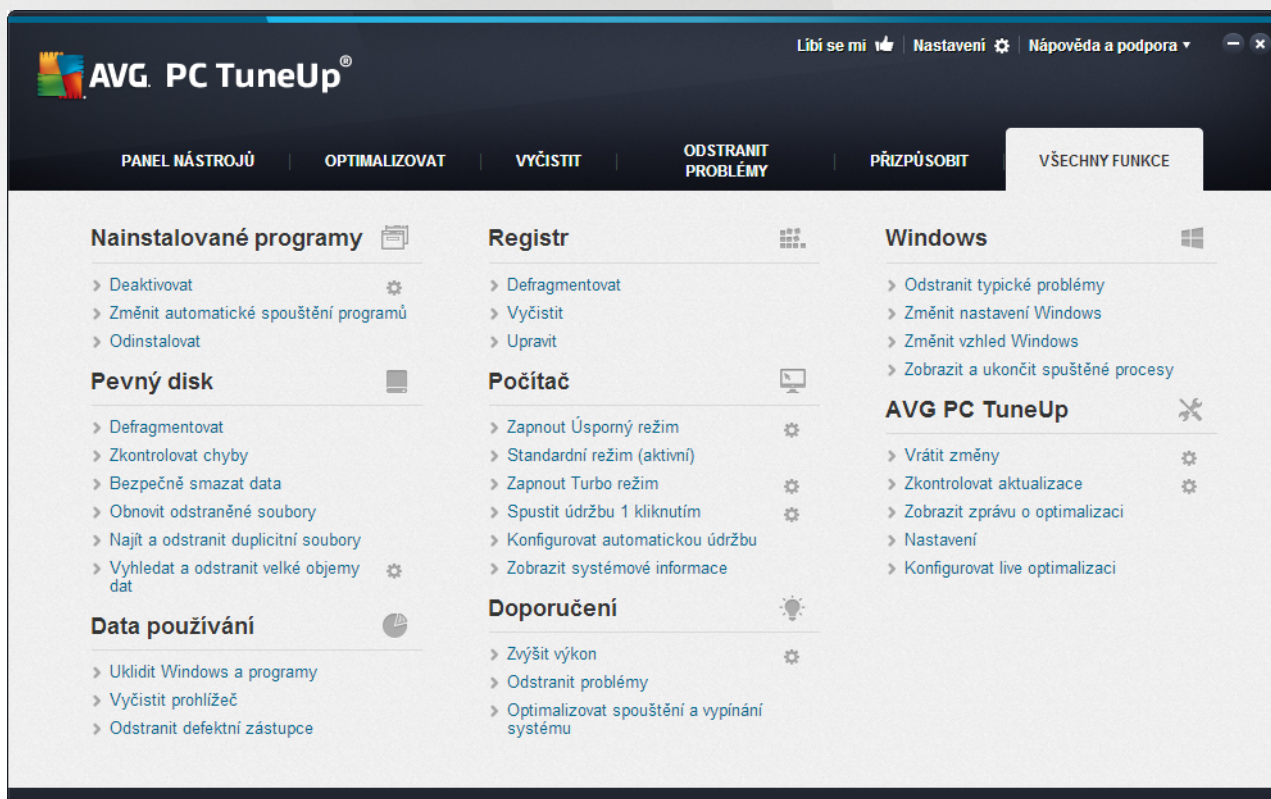 Líbí se mi
Nastavení
Nápověda a podpora
AVG. PC TuneUp®
PANEL NÁSTROJŮ
OPTIMALIZOVAT
VYČISTIT
ODSTRANIT
PROBLÉMY
PŘIZPŮSOBIT
VŠECHNY FUNKCE
Nainstalované programy
Deaktivovat
Změnit automatické spouštění programů
Odinstalovat
Pevný disk
Defragmentovat
Zkontrolovat chyby
Bezpečně smazat data
Obnovit odstraněné soubory
Najít a odstranit duplicitní soubory
Vyhledat a odstranit velké objemy
dat
Data používání
Uklidit Windows a programy
Vyčistit prohlížeč
Odstranit defektní zástupce
Registr
Defragmentovat
Vyčistit
Upravit
Počítač
Zapnout Úsporný režim
Standardní režim (aktivní)
Zapnout Turbo režim
Spustit údržbu 1 kliknutím
Konfigurovat automatickou údržbu
Zobrazit systémové informace
Doporučení
Zvýšit výkon
Odstranit problémy
Optimalizovat spouštění a vypínání
systému
Windows
Odstranit typické problémy
Změnit nastavení Windows
Změnit vzhled Windows
Zobrazit a ukončit spuštěné procesy
AVG PC TuneUp
Vrátit změny
Zkontrolovat aktualizace
Zobrazit zprávu o optimalizaci
Nastavení
Konfigurovat live optimalizaci